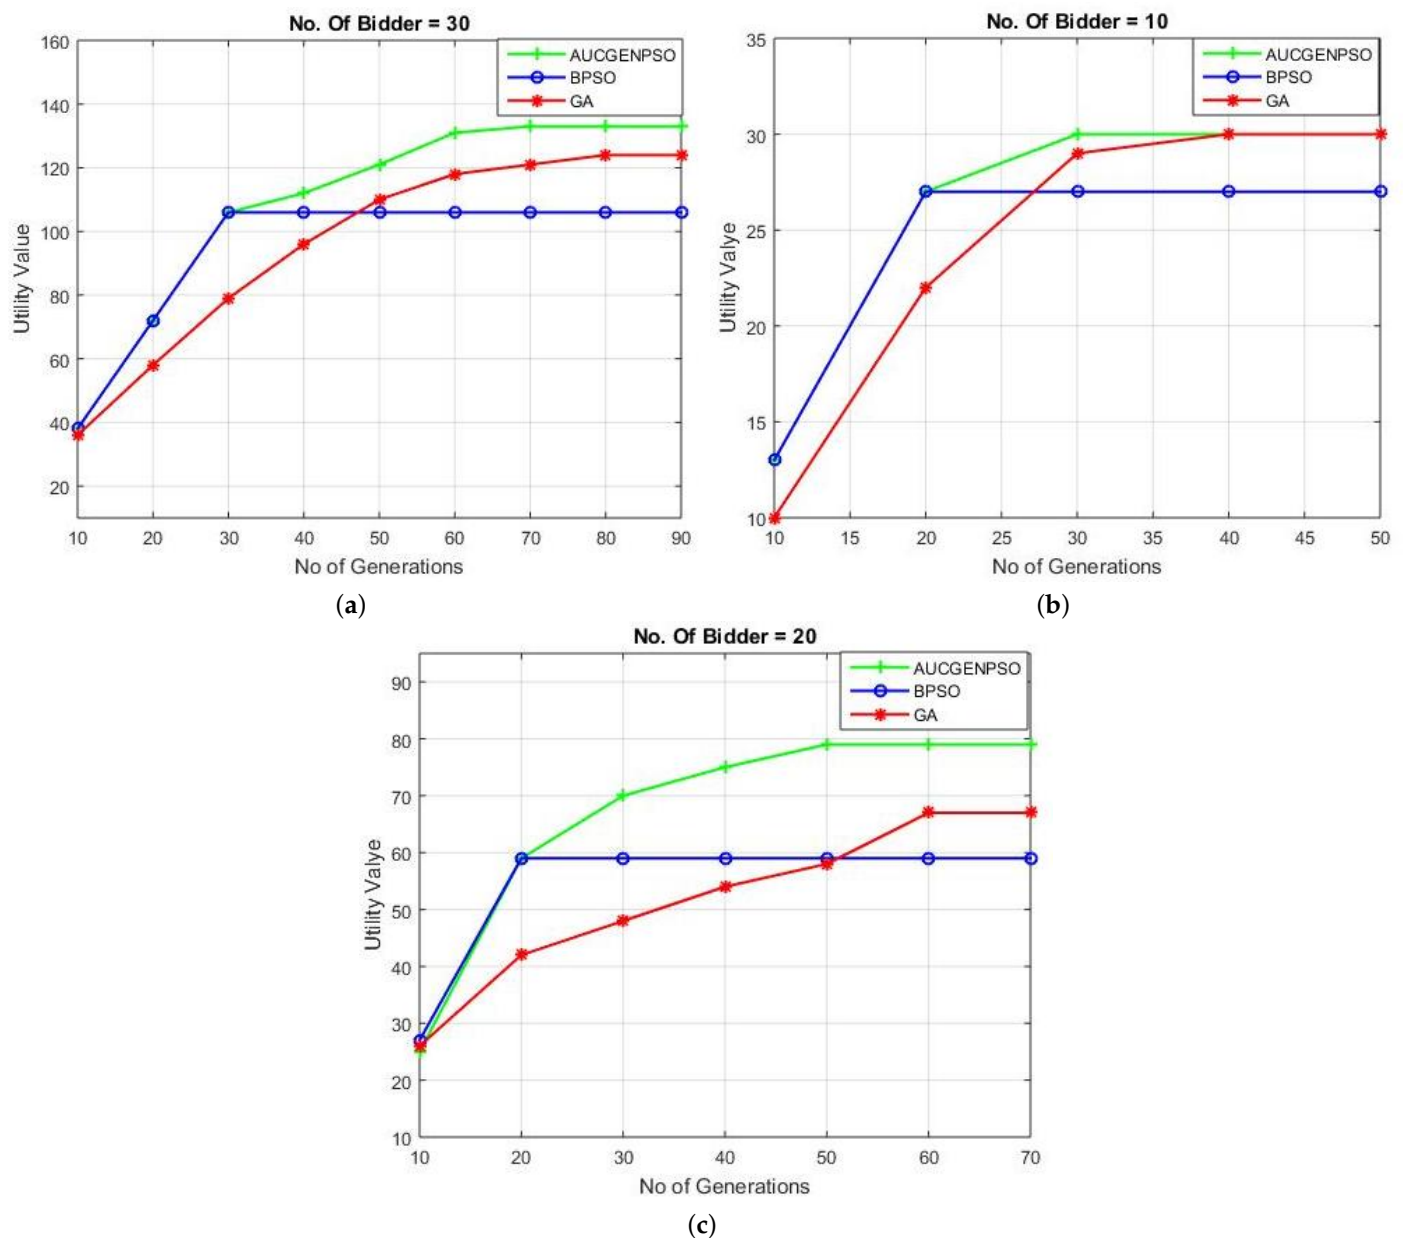 No. Of Bidder = 30
AUCGENPSO
BPSO
GA
160
140
120
100
80
60
40
20
Utility Value
10 20 30 40 50 60 70 80 90
No of Generations
(a)
No. Of Bidder = 10
AUCGENPSO
BPSO
GA
35
30
25
20
15
10
Utility Valye
10 15 20 25 30 35 40 45 50
No of Generations
(b)
No. Of Bidder = 20
AUCGENPSO
BPSO
GA
90
80
70
60
50
40
30
20
10
Utility Valye
10 20 30 40 50 60 70
No of Generations
(c)